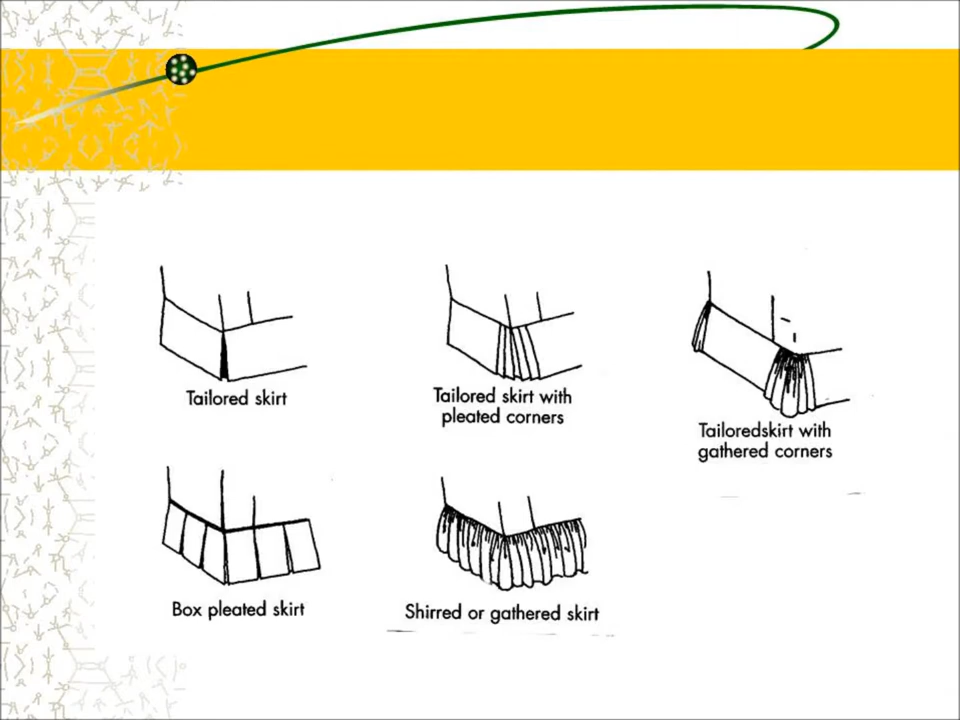 Tailored skirt
Tailored skirt with
pleated corners
Tailoredskirt with
gathered corners
Box pleated skirt
Shirred or gathered skirt